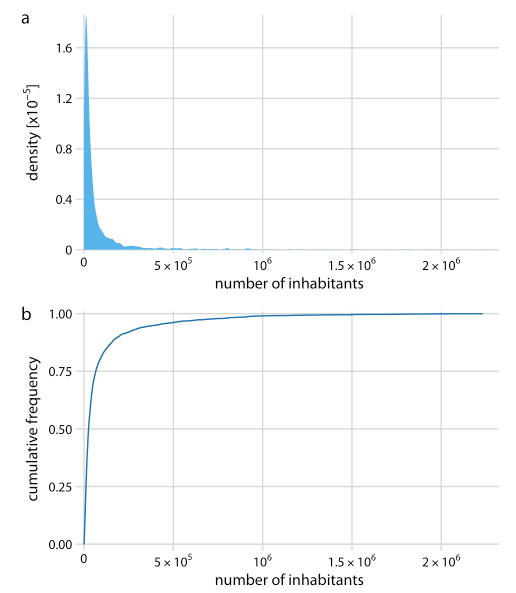 a
density [x10⁻⁵]
1.6
1.2
0.8
0.4
0
0 5 × 10⁵ 10⁶ 1.5 × 10⁶ 2 × 10⁶
number of inhabitants
b
cumulative frequency
1.00
0.75
0.50
0.25
0.00
0 5 × 10⁵ 10⁶ 1.5 × 10⁶ 2 × 10⁶
number of inhabitants